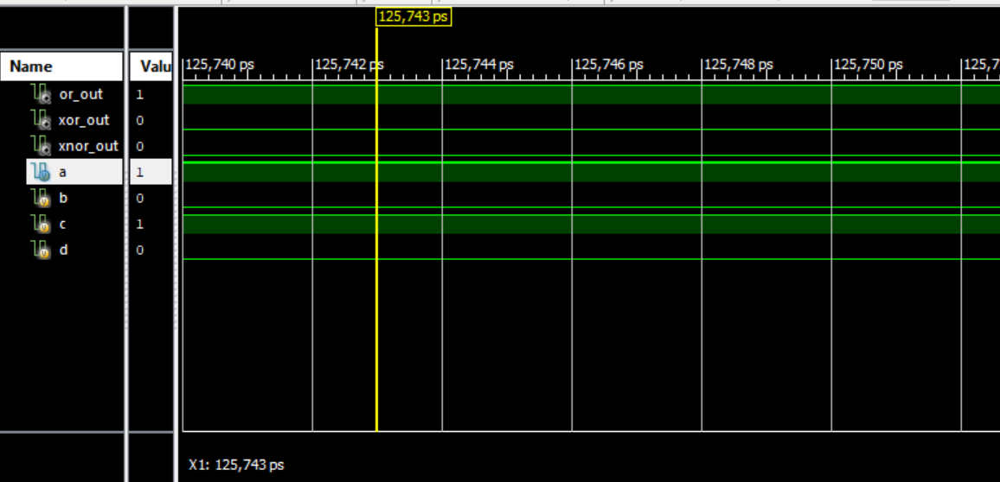 125,743 ps
Name Valu 125,740 ps 125,742 ps 125,744 ps 125,746 ps 125,748 ps 125,750 ps 125,7
or_out 1
xor_out 0
xnor_out 0
a 1
b 0
c 1
d 0
X1: 125,743 ps